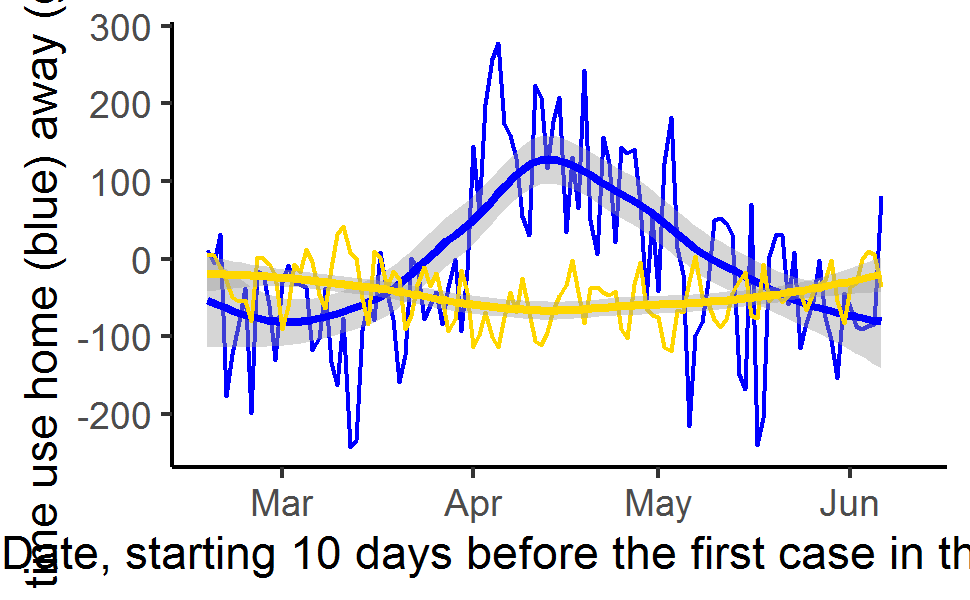 time use home (blue) away (
300
200
100
0
-100
-200
Mar Apr May Jun
Date, starting 10 days before the first case in th